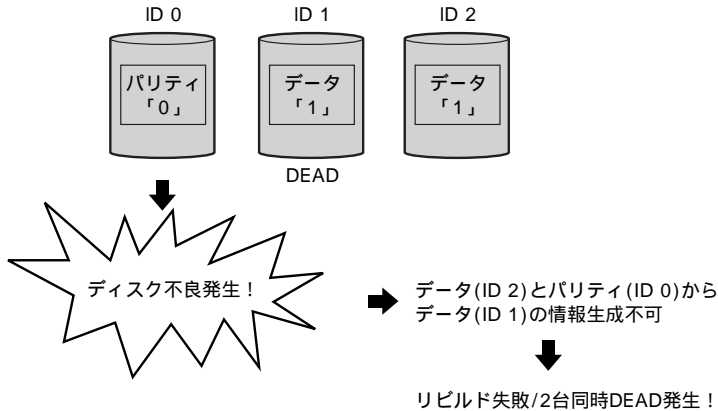 ID 0
ID 1
ID 2
パリティ
「0」
データ
「1」
データ
「1」
DEAD
ディスク不良発生！
データ(ID 2)とパリティ(ID 0)から
データ(ID 1)の情報生成不可
リビルド失敗/2台同時DEAD発生！